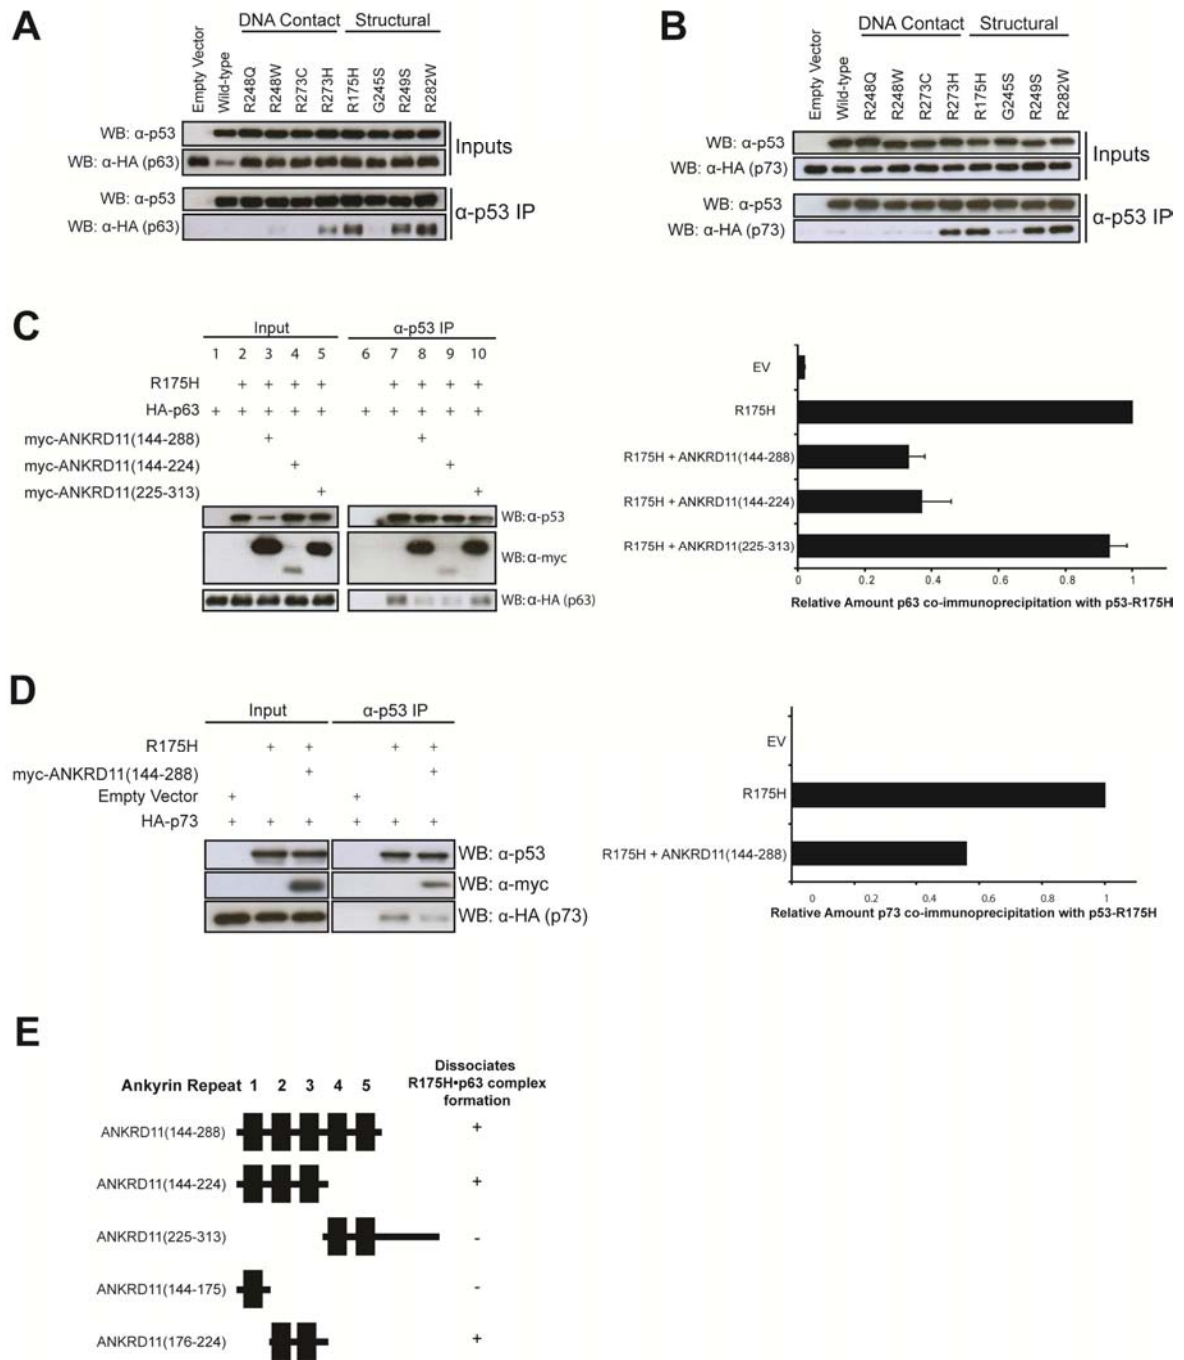 A
DNA Contact Structural
Empty Vector
Wild-type
R248Q
R248W
R273C
R273H
R175H
G245S
R249S
R282W
WB: α-p53
WB: α-HA (p63)
Inputs
WB: α-p53
WB: α-HA (p63)
α-p53 IP
B
DNA Contact Structural
Empty Vector
Wild-type
R248Q
R248W
R273C
R273H
R175H
G245S
R249S
R282W
WB: α-p53
WB: α-HA (p73)
Inputs
WB: α-p53
WB: α-HA (p73)
α-p53 IP
C
Input α-p53 IP
1 2 3 4 5 6 7 8 9 10
R175H + + + + + + + +
HA-p63 + + + + + + + + + +
myc-ANKRD11(144-288) + +
myc-ANKRD11(144-224) + +
myc-ANKRD11(225-313) + +
WB:α-p53
WB:α-myc
WB:α-HA (p63)
EV
R175H
R175H + ANKRD11(144-288)
R175H + ANKRD11(144-224)
R175H + ANKRD11(225-313)
0 0.2 0.4 0.6 0.8 1
Relative Amount p63 co-immunoprecipitation with p53-R175H
D
Input α-p53 IP
R175H + + + +
myc-ANKRD11(144-288) + +
Empty Vector + +
HA-p73 + + + + + +
WB: α-p53
WB: α-myc
WB: α-HA (p73)
EV
R175H
R175H + ANKRD11(144-288)
0 0.2 0.4 0.6 0.8 1
Relative Amount p73 co-immunoprecipitation with p53-R175H
E
Dissociates
R175H•p63 complex
formation
Ankyrin Repeat 1 2 3 4 5
ANKRD11(144-288) +
ANKRD11(144-224) +
ANKRD11(225-313) -
ANKRD11(144-175) -
ANKRD11(176-224) +